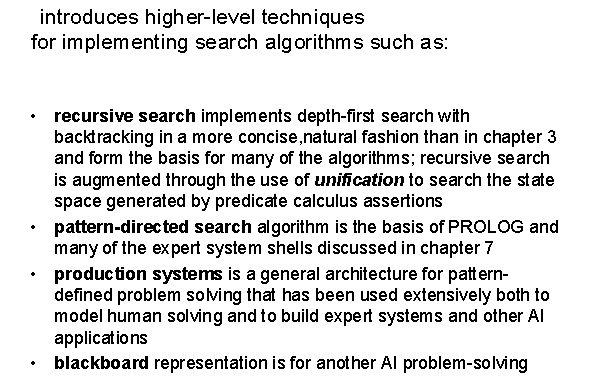 introduces higher-level techniques
for implementing search algorithms such as:
• recursive search implements depth-first search with
backtracking in a more concise,natural fashion than in chapter 3
and form the basis for many of the algorithms; recursive search
is augmented through the use of unification to search the state
space generated by predicate calculus assertions
• pattern-directed search algorithm is the basis of PROLOG and
many of the expert system shells discussed in chapter 7
• production systems is a general architecture for pattern-
defined problem solving that has been used extensively both to
model human solving and to build expert systems and other AI
applications
• blackboard representation is for another AI problem-solving